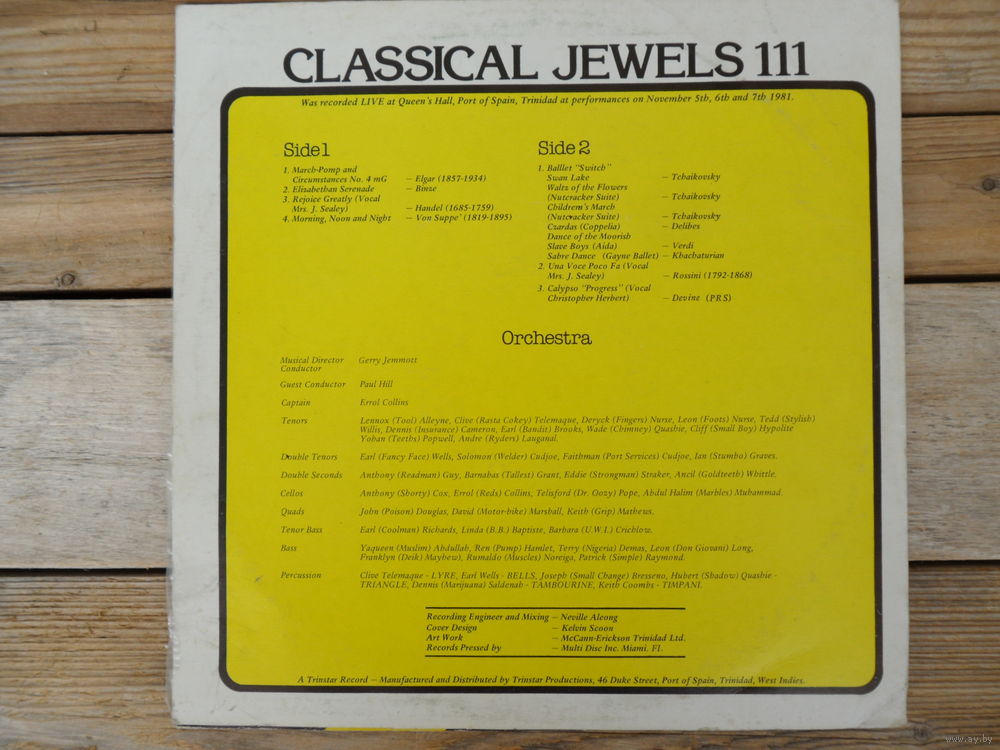 CLASSICAL JEWELS 111
Was recorded LIVE at Queen's Hall, Port of Spain, Trinidad at performances on November 5th, 6th and 7th 1981.
Side 1
1. March-Pomp and
Circumstances No. 4 mG – Elgar (1857-1934)
2. Elizabethan Serenade – Binze
3. Rejoice Greatly (Vocal
Mrs. J. Sealey) – Handel (1685-1759)
4. Morning, Noon and Night – Von Suppe' (1819-1895)
Side 2
1. Balllet "Switch"
Swan Lake – Tchaikovsky
Waltz of the Flowers
(Nutcracker Suite) – Tchaikovsky
Childrem's March
(Nutcracker Suite) – Tchaikovsky
Czardas (Coppelia) – Delibes
Dance of the Moorish
Slave Boys (Aida) – Verdi
Sabre Dance (Gayne Ballet) – Khachaturian
2. Una Voce Poco Fa (Vocal
Mrs. J. Sealey) – Rossini (1792-1868)
3. Calypso "Progress" (Vocal
Christopher Herbert) – Devine (PRS)
Orchestra
Musical Director Gerry Jemmott
Conductor
Guest Conductor Paul Hill
Captain Errol Collins
Tenors Lennox (Tool) Alleyne, Clive (Rasta Cokey) Telemaque, Deryck (Fingers) Nurse, Leon (Foots) Nurse, Tedd (Stylish)
Willis, Dennis (Insurance) Cameron, Earl (Bandit) Brooks, Wade (Chimney) Quashie, Cliff (Small Boy) Hypolite
Yohan (Teeths) Popwell, Andre (Ryders) Lauganal.
Double Tenors Earl (Fancy Face) Wells, Solomon (Welder) Cudjoe, Faithman (Port Services) Cudjoe, Ian (Stumbo) Graves.
Double Seconds Anthony (Readman) Guy, Barnabas (Tallest) Grant, Eddie (Strongman) Straker, Ancil (Goldteeth) Whittle.
Cellos Anthony (Shorty) Cox, Errol (Reds) Collins, Telisford (Dr. Oozy) Pope, Abdul Halim (Marbles) Muhammad.
Quads John (Poison) Douglas, David (Motor-bike) Marshall, Keith (Grip) Mathews.
Tenor Bass Earl (Coolman) Richards, Linda (B.B.) Baptiste, Barbara (U.W.I.) Crichlow.
Bass Yaqueen (Muslim) Abdullah, Ren (Pump) Hamlet, Terry (Nigeria) Demas, Leon (Don Giovani) Long,
Franklyn (Deik) Mayhew), Rumaldo (Muscles) Noreiga, Patrick (Simple) Raymond.
Percussion Clive Telemaque - LYRE, Earl Wells - BELLS, Joseph (Small Change) Bresseno, Hubert (Shadow) Quashie -
TRIANGLE, Dennis (Marijuana) Saldenah - TAMBOURINE, Keith Coombs - TIMPANI.
Recording Engineer and Mixing – Neville Aleong
Cover Design – Kelvin Scoon
Art Work – McCann-Erickson Trinidad Ltd.
Records Pressed by – Multi Disc Inc. Miami. Fl.
A Trinstar Record – Manufactured and Distributed by Trinstar Productions, 46 Duke Street, Port of Spain, Trinidad, West Indies.
www.ay.by